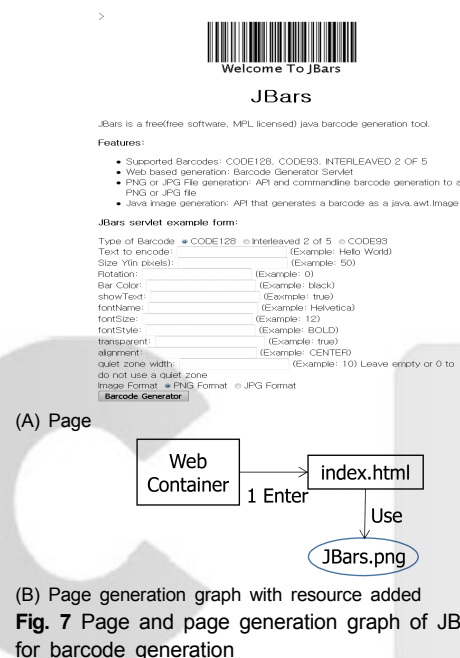 >
Welcome To JBars
JBars
JBars is a free(free software, MPL licensed) java barcode generation tool.
Features:
• Supported Barcodes: CODE128, CODE93, INTERLEAVED 2 OF 5
• Web based generation: Barcode Generator Servlet
• PNG or JPG File generation: API and commandline barcode generation to a
PNG or JPG file
• Java image generation: API that generates a barcode as a java.awt.Image
JBars servlet example form:
Type of Barcode CODE128 Interleaved 2 of 5 CODE93
Text to encode: (Example: Hello World)
Size Y(in pixels): (Example: 50)
Rotation: (Example: 0)
Bar Color: (Example: black)
showText: (Eaxmple: true)
fontName: (Example: Helvetica)
fontSize: (Example: 12)
fontStyle: (Example: BOLD)
transparent: (Example: true)
alignment: (Example: CENTER)
quiet zone width: (Example: 10) Leave empty or 0 to
do not use a quiet zone
Image Format PNG Format JPG Format
Barcode Generator
(A) Page
Web
Container
1 Enter
index.html
Use
JBars.png
(B) Page generation graph with resource added
Fig. 7 Page and page generation graph of JB
for barcode generation